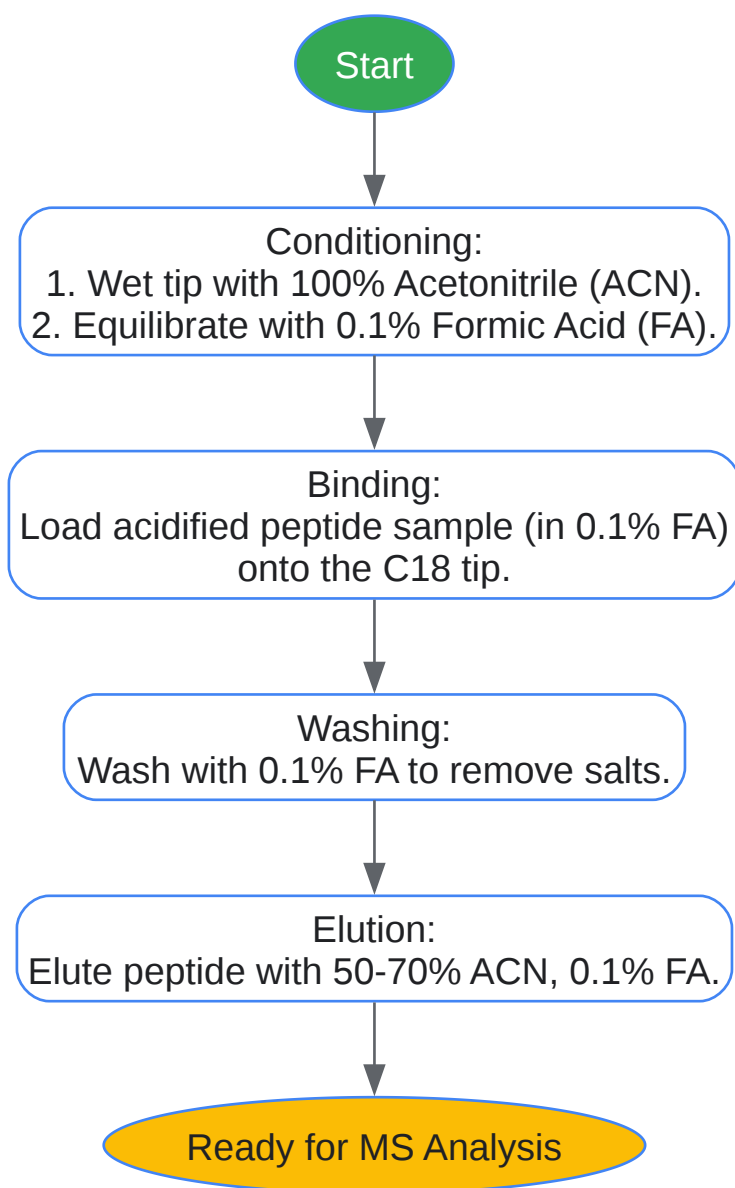 Start
Conditioning:
1. Wet tip with 100% Acetonitrile (ACN).
2. Equilibrate with 0.1% Formic Acid (FA).
Binding:
Load acidified peptide sample (in 0.1% FA)
onto the C18 tip.
Washing:
Wash with 0.1% FA to remove salts.
Elution:
Elute peptide with 50-70% ACN, 0.1% FA.
Ready for MS Analysis